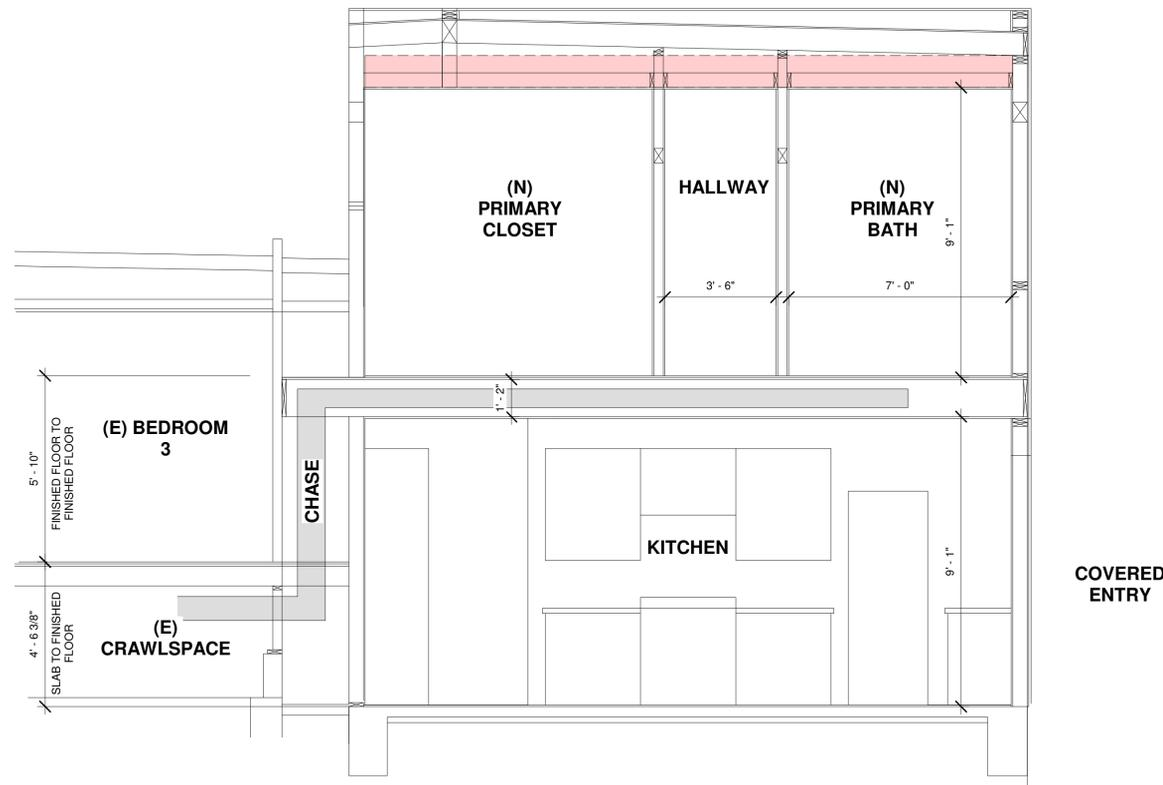 (N)
PRIMARY
CLOSET
HALLWAY
(N)
PRIMARY
BATH
9' - 1"
3' - 6"
7' - 0"
1' - 2"
(E) BEDROOM
3
5' - 10"
FINISHED FLOOR TO
FINISHED FLOOR
CHASE
KITCHEN
9' - 1"
COVERED
ENTRY
(E)
CRAWLSPACE
4' - 6 3/8"
SLAB TO FINISHED
FLOOR